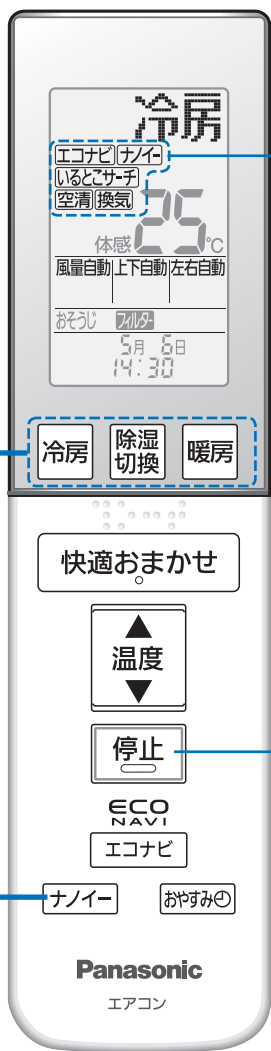 冷房
エコナビ ナノイー
いるとこサーチ
空清 換気
体感 25℃
風量自動 上下自動 左右自動
おそうじ フィルター
5月 6日
14:30
冷房 除湿切換 暖房
快適おまかせ
▲
温度
▼
停止
ECO
NAVI
エコナビ
ナノイー おやすみ
Panasonic
エアコン